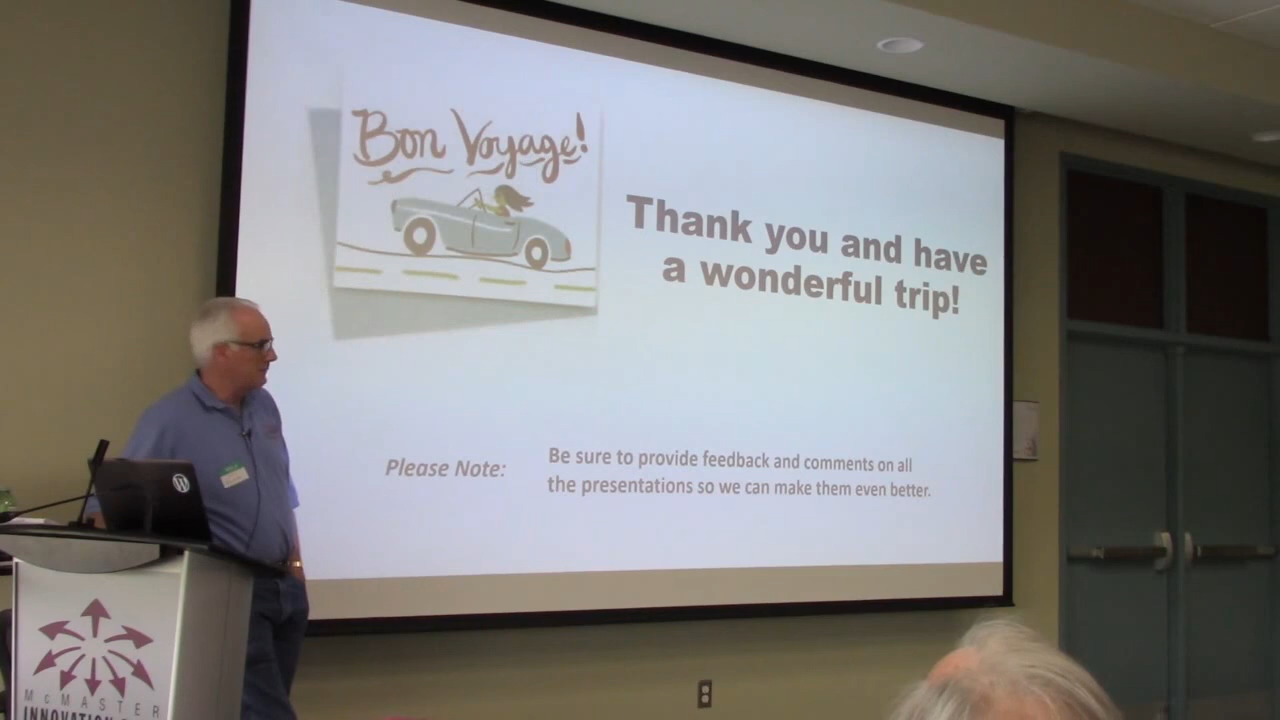 Bon Voyage!
Thank you and have
a wonderful trip!
Please Note:
Be sure to provide feedback and comments on all
the presentations so we can make them even better.
McMASTER
INNOVATION